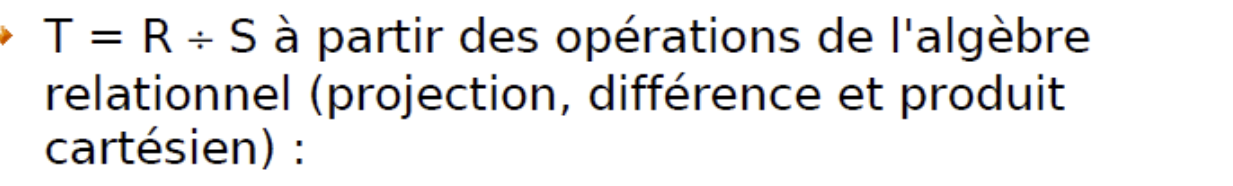 T = R ÷ S à partir des opérations de l'algèbre
relationnel (projection, différence et produit
cartésien) :